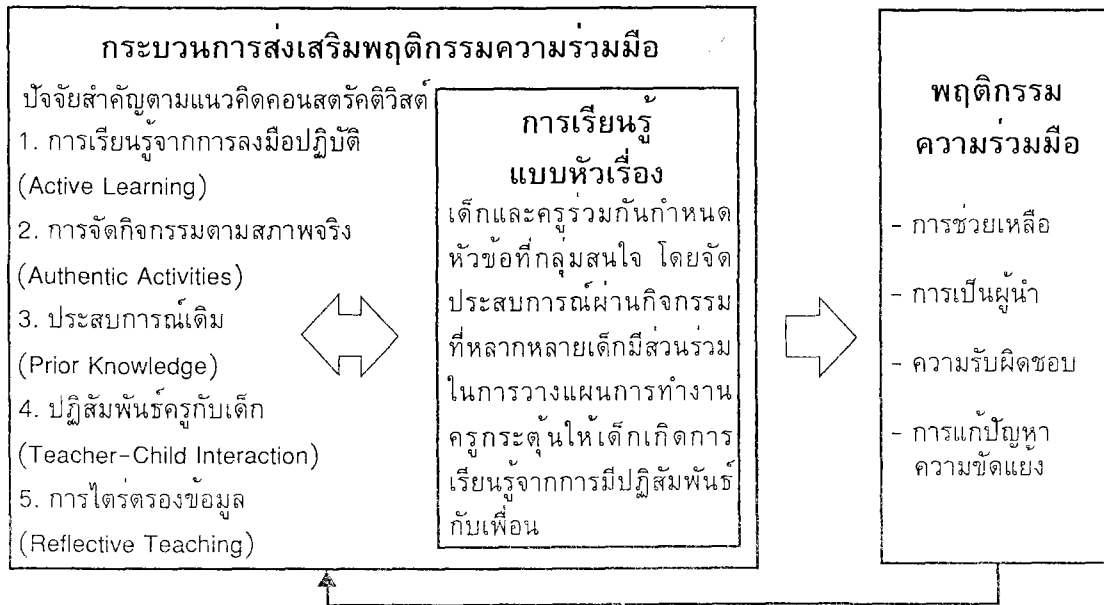 กระบวนการส่งเสริมพฤติกรรมความร่วมมือ
ปัจจัยสำคัญตามแนวคิดคอนสตรัคติวิสต์
1. การเรียนรู้จากการลงมือปฏิบัติ
(Active Learning)
2. การจัดกิจกรรมตามสภาพจริง
(Authentic Activities)
3. ประสบการณ์เดิม
(Prior Knowledge)
4. ปฏิสัมพันธ์ครูกับเด็ก
(Teacher-Child Interaction)
5. การไตร่ตรองข้อมูล
(Reflective Teaching)
การเรียนรู้
แบบหัวเรื่อง
เด็กและครูร่วมกันกำหนด
หัวข้อที่กลุ่มสนใจ โดยจัด
ประสบการณ์ผ่านกิจกรรม
ที่หลากหลายเด็กมีส่วนร่วม
ในการวางแผนการทำงาน
ครูกระตุ้นให้เด็กเกิดการ
เรียนรู้จากการมีปฏิสัมพันธ์
กับเพื่อน
พฤติกรรม
ความร่วมมือ
- การช่วยเหลือ
- การเป็นผู้นำ
- ความรับผิดชอบ
- การแก้ปัญหา
ความขัดแย้ง